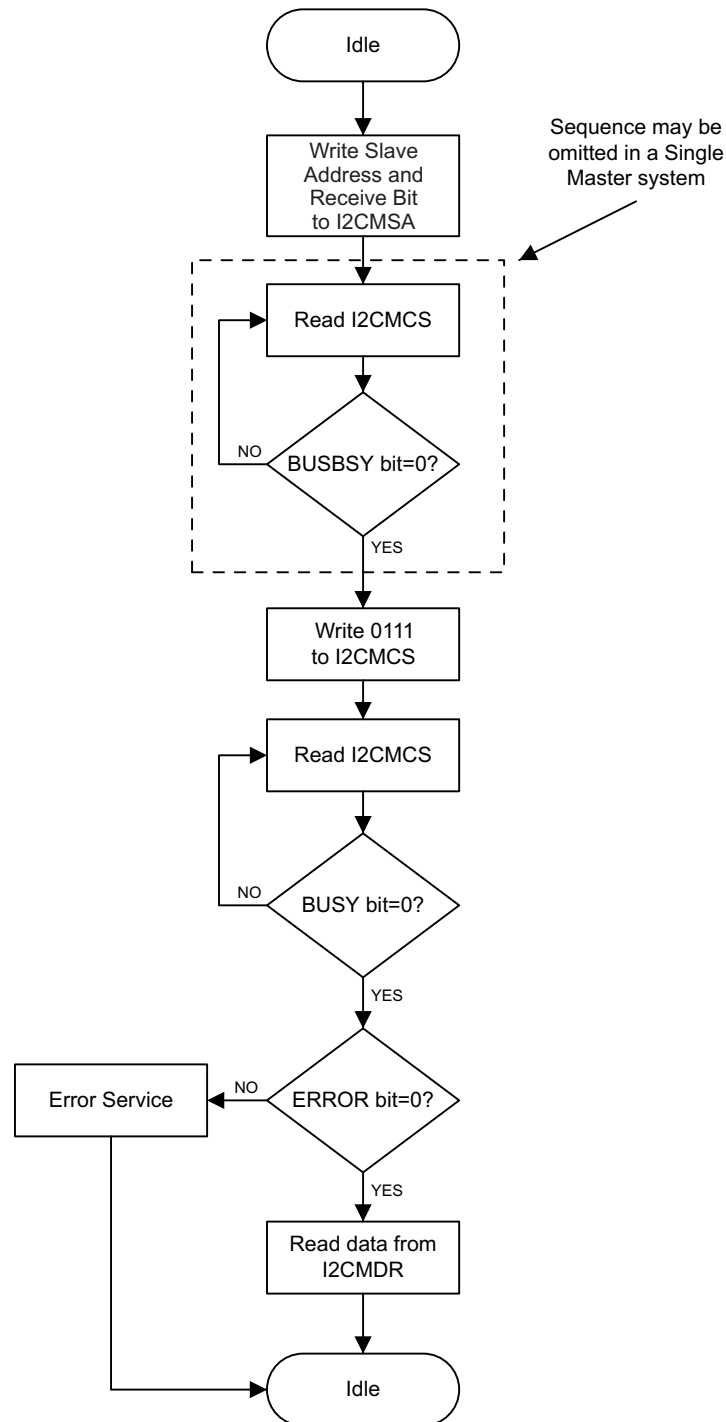 Idle
Sequence may be
omitted in a Single
Master system
Write Slave
Address and
Receive Bit
to I2CMSA
Read I2CMCS
NO
BUSBSY bit=0?
YES
Write 0111
to I2CMCS
Read I2CMCS
NO
BUSY bit=0?
YES
Error Service
NO
ERROR bit=0?
YES
Read data from
I2CMDR
Idle